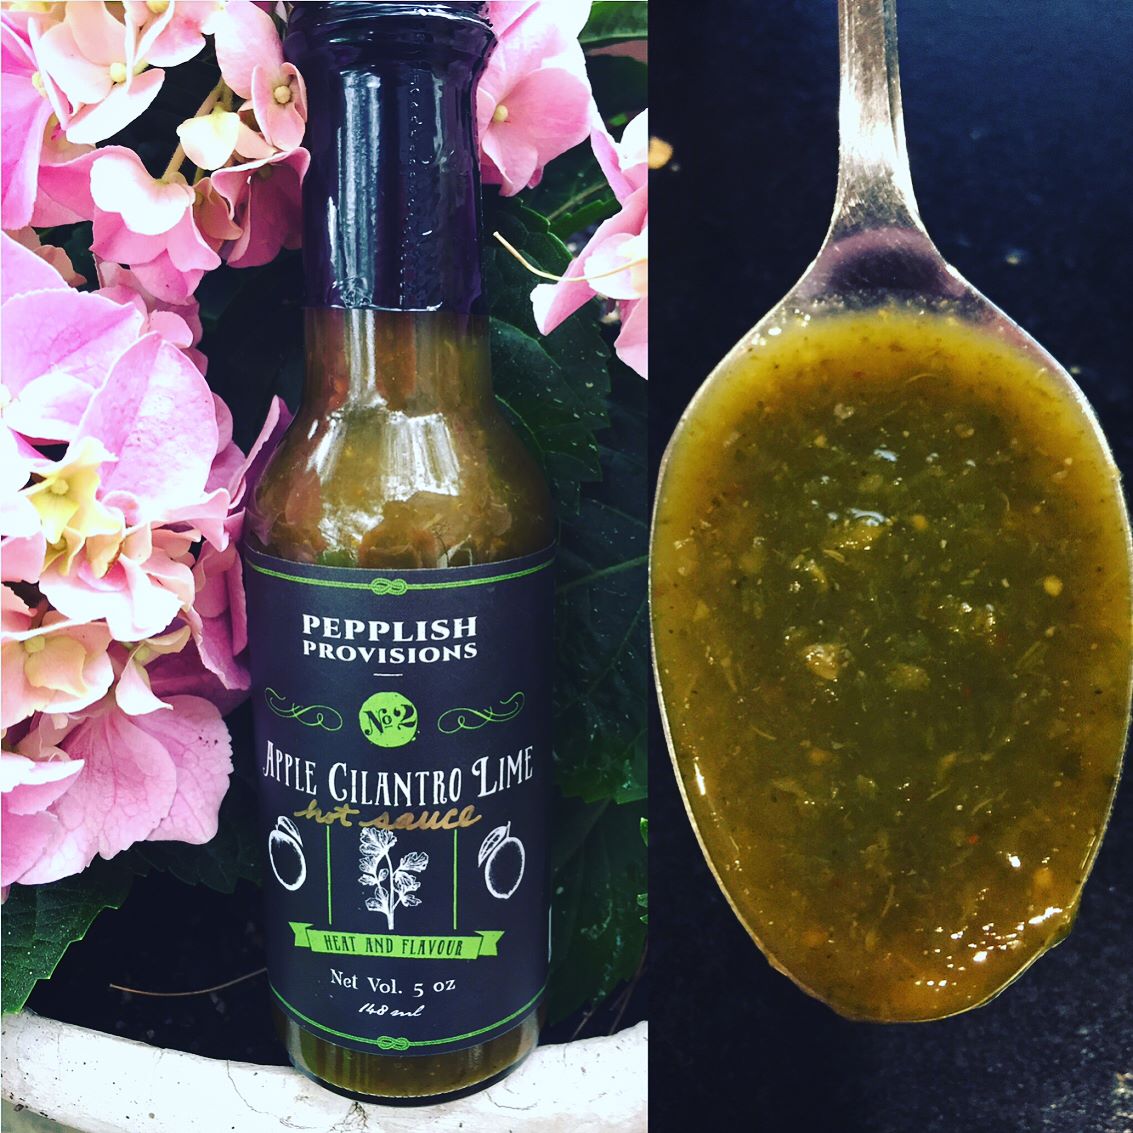 PEPPLISH
PROVISIONS
No2
APPLE CILANTRO LIME
hot sauce
HEAT AND FLAVOUR
Net Vol. 5 oz
148 ml